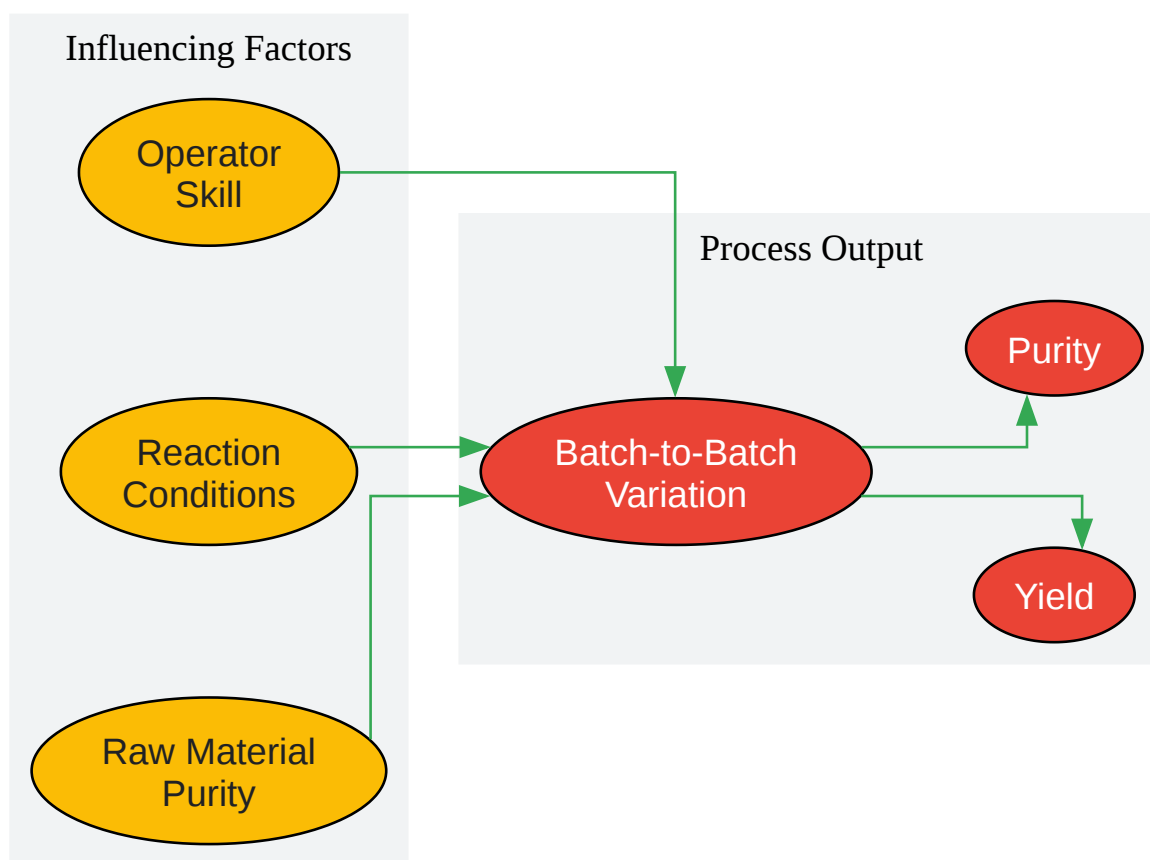 Influencing Factors
Operator
Skill
Process Output
Purity
Reaction
Conditions
Batch-to-Batch
Variation
Yield
Raw Material
Purity